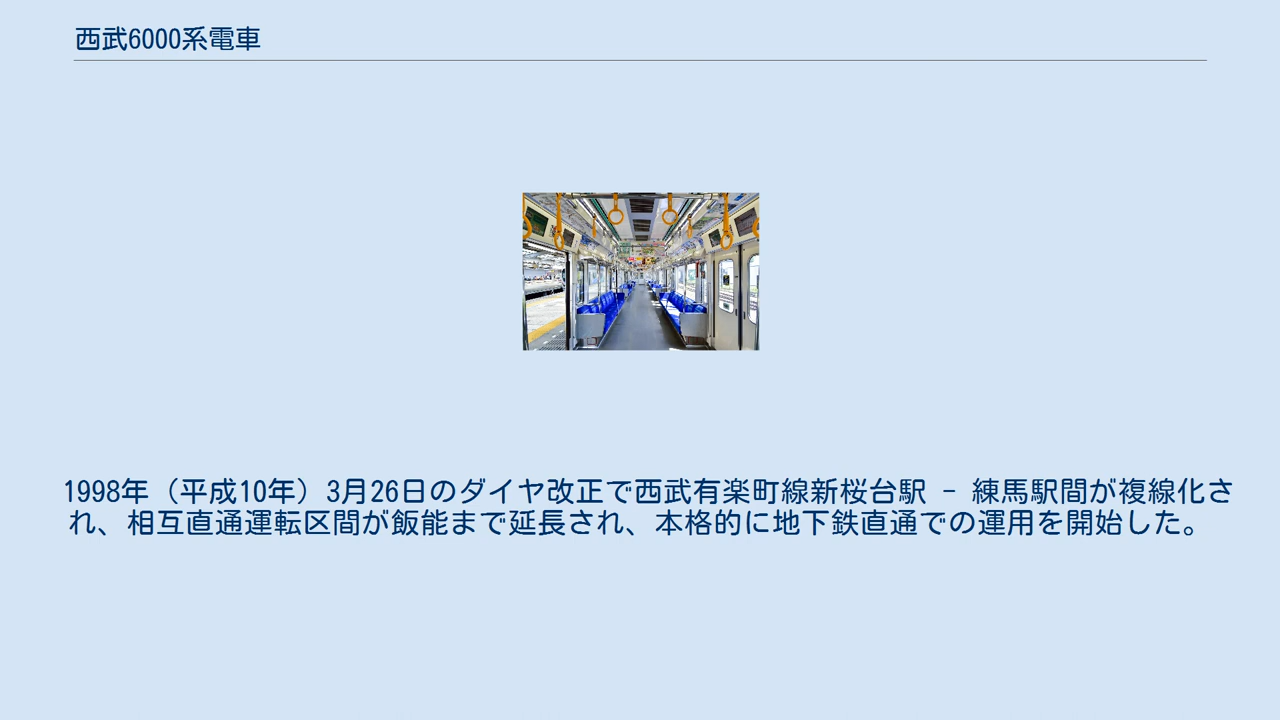 西武6000系電車
1998年（平成10年）3月26日のダイヤ改正で西武有楽町線新桜台駅 - 練馬駅間が複線化さ
れ、相互直通運転区間が飯能まで延長され、本格的に地下鉄直通での運用を開始した。